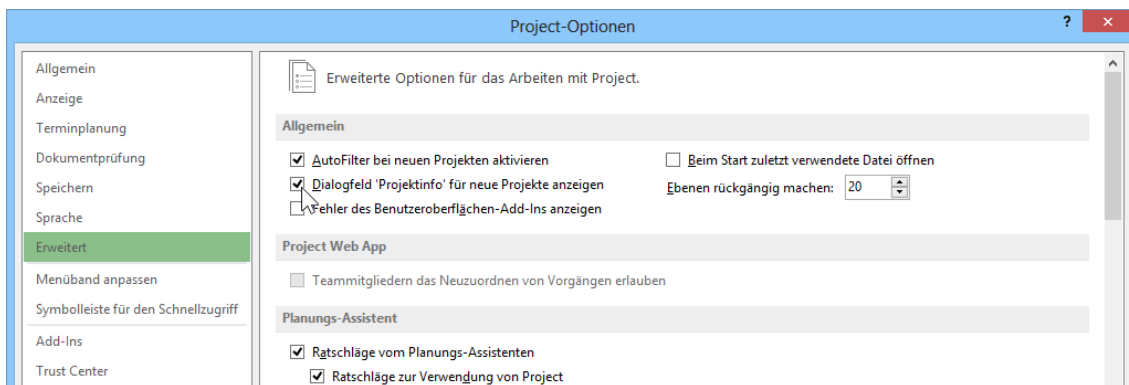 Project-Optionen
?
Allgemein
Anzeige
Terminplanung
Dokumentprüfung
Speichern
Sprache
Erweitert
Menüband anpassen
Symbolleiste für den Schnellzugriff
Add-Ins
Trust Center
Erweiterte Optionen für das Arbeiten mit Project.
Allgemein
AutoFilter bei neuen Projekten aktivieren
Beim Start zuletzt verwendete Datei öffnen
Dialogfeld 'Projektinfo' für neue Projekte anzeigen
Ebenen rückgängig machen: 20
Fehler des Benutzeroberflächen-Add-Ins anzeigen
Project Web App
Teammitgliedern das Neuzuordnen von Vorgängen erlauben
Planungs-Assistent
Ratschläge vom Planungs-Assistenten
Ratschläge zur Verwendung von Project